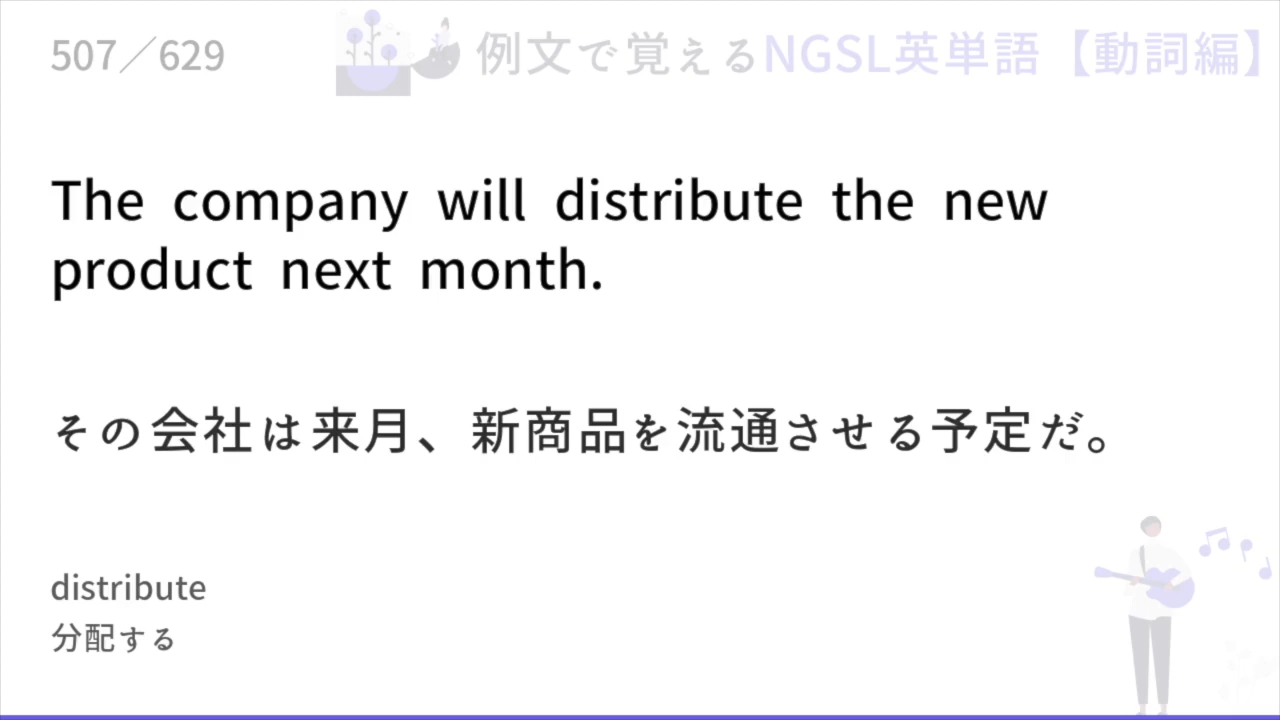 507／629
例文で覚えるNGSL英単語【動詞編】
The company will distribute the new
product next month.
その会社は来月、新商品を流通させる予定だ。
distribute
分配する